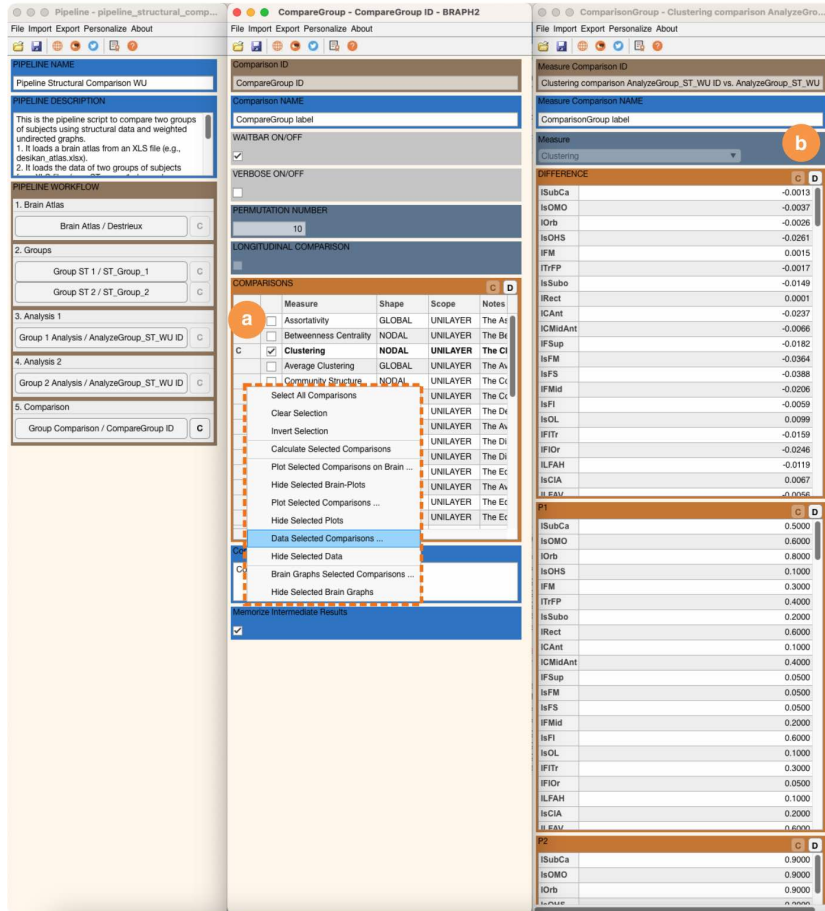 Pipeline - pipeline_structural_comp...
File Import Export Personalize About
PIPELINE NAME
Pipeline Structural Comparison WU
PIPELINE DESCRIPTION
This is the pipeline script to compare two groups
of subjects using structural data and weighted
undirected graphs.
1. It loads a brain atlas from an XLS file (e.g.,
desikan_atlas.xlsx).
2. It loads the data of two groups of subjects
PIPELINE WORKFLOW
1. Brain Atlas
Brain Atlas / Destrieux C
2. Groups
Group ST 1 / ST_Group_1 C
Group ST 2 / ST_Group_2 C
3. Analysis 1
Group 1 Analysis / AnalyzeGroup_ST_WU ID C
4. Analysis 2
Group 2 Analysis / AnalyzeGroup_ST_WU ID C
5. Comparison
Group Comparison / CompareGroup ID C
CompareGroup - CompareGroup ID - BRAPH2
File Import Export Personalize About
Comparison ID
CompareGroup ID
Comparison NAME
CompareGroup label
WAITBAR ON/OFF
VERBOSE ON/OFF
PERMUTATION NUMBER
10
LONGITUDINAL COMPARISON
COMPARISONS C D
a
Measure Shape Scope Notes
Assortativity GLOBAL UNILAYER The As
Betweenness Centrality NODAL UNILAYER The Be
C Clustering NODAL UNILAYER The Cl
Average Clustering GLOBAL UNILAYER The Av
Community Structure NODAL UNILAYER The Co
UNILAYER The Co
UNILAYER The De
UNILAYER The Av
UNILAYER The Di
UNILAYER The Di
UNILAYER The Ec
UNILAYER The Av
UNILAYER The Ec
UNILAYER The Ec
Select All Comparisons
Clear Selection
Invert Selection
Calculate Selected Comparisons
Plot Selected Comparisons on Brain ...
Hide Selected Brain-Plots
Plot Selected Comparisons ...
Hide Selected Plots
Data Selected Comparisons ...
Hide Selected Data
Brain Graphs Selected Comparisons ...
Hide Selected Brain Graphs
Memorize Intermediate Results
ComparisonGroup - Clustering comparison AnalyzeGro...
File Import Export Personalize About
Measure Comparison ID
Clustering comparison AnalyzeGroup_ST_WU ID vs. AnalyzeGroup_ST_WU
Measure Comparison NAME
ComparisonGroup label
Measure
b
Clustering
DIFFERENCE C D
lSubCa -0.0013
lsOMO -0.0037
lOrb -0.0026
lsOHS -0.0261
lFM 0.0015
lTrFP -0.0017
lsSubo -0.0149
lRect 0.0001
lCAnt -0.0237
lCMidAnt -0.0066
lFSup -0.0182
lsFM -0.0364
lsFS -0.0388
lFMid -0.0206
lsFl -0.0059
lsOL 0.0099
lFlTr -0.0159
lFlOr -0.0246
lLFAH -0.0119
lsClA 0.0067
lLFAV -0.0056
P1 C D
lSubCa 0.5000
lsOMO 0.6000
lOrb 0.8000
lsOHS 0.1000
lFM 0.3000
lTrFP 0.4000
lsSubo 0.2000
lRect 0.6000
lCAnt 0.1000
lCMidAnt 0.4000
lFSup 0.0500
lsFM 0.0500
lsFS 0.0500
lFMid 0.2000
lsFl 0.6000
lsOL 0.1000
lFlTr 0.3000
lFlOr 0.0500
lLFAH 0.1000
lsClA 0.2000
lLFAV 0.6000
P2 C D
lSubCa 0.9000
lsOMO 0.9000
lOrb 0.9000